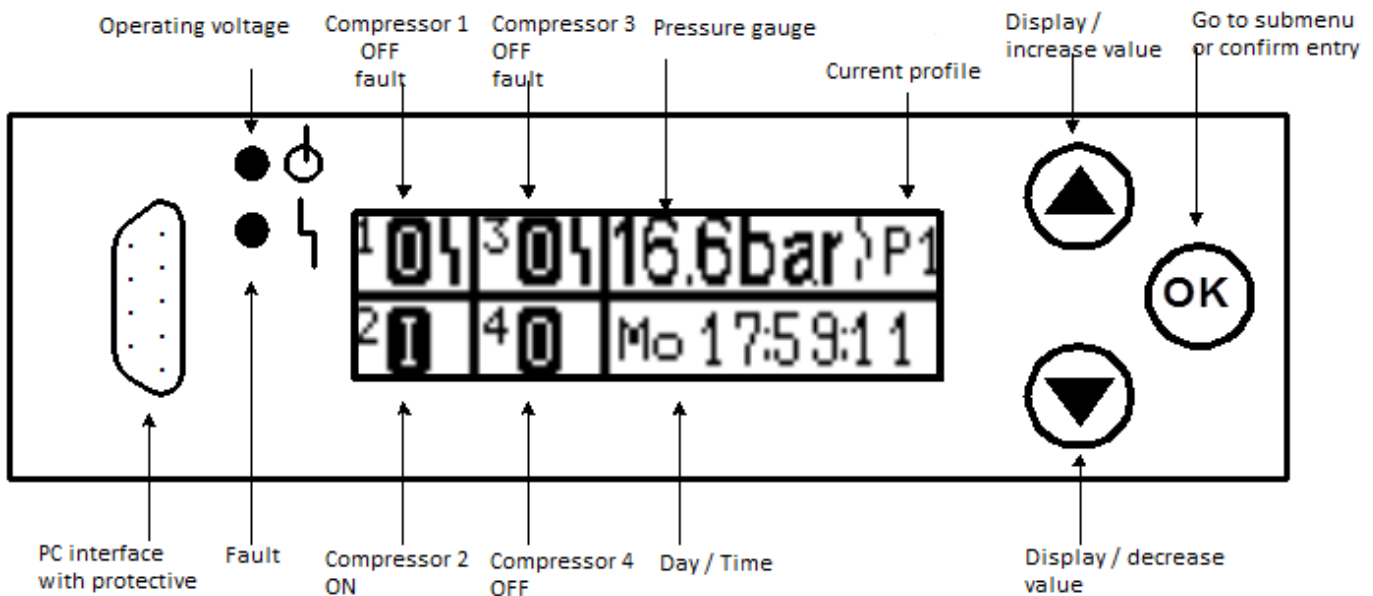 Operating voltage
Compressor 1
OFF
fault
Compressor 3
OFF
fault
Pressure gauge
Current profile
Display /
increase value
Go to submenu
or confirm entry
1 0 3 0 16.6bar P1
2 I 4 0 Mo 17:59:11
OK
PC interface
with protective
Fault
Compressor 2
ON
Compressor 4
OFF
Day / Time
Display / decrease
value